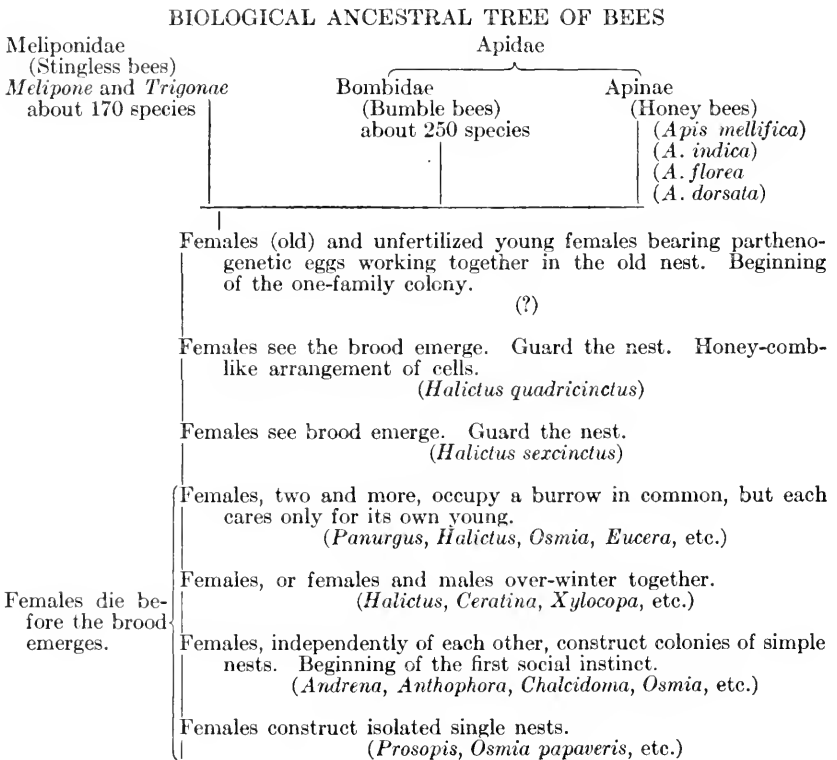 BIOLOGICAL ANCESTRAL TREE OF BEES
Meliponidae
(Stingless bees)
Melipone and Trigonae
about 170 species
Apidae
Bombidae
(Bumble bees)
about 250 species
Apinae
(Honey bees)
(Apis mellifica)
(A. indica)
(A. florea
(A. dorsata)
Females (old) and unfertilized young females bearing partheno-
genetic eggs working together in the old nest. Beginning
of the one-family colony.
(?)
Females see the brood emerge. Guard the nest. Honey-comb-
like arrangement of cells.
(Halictus quadricinctus)
Females see brood emerge. Guard the nest.
(Halictus sexcinctus)
Females die be-
fore the brood
emerges.
Females, two and more, occupy a burrow in common, but each
cares only for its own young.
(Panurgus, Halictus, Osmia, Eucera, etc.)
Females, or females and males over-winter together.
(Halictus, Ceratina, Xylocopa, etc.)
Females, independently of each other, construct colonies of simple
nests. Beginning of the first social instinct.
(Andrena, Anthophora, Chalcidoma, Osmia, etc.)
Females construct isolated single nests.
(Prosopis, Osmia papaveris, etc.)